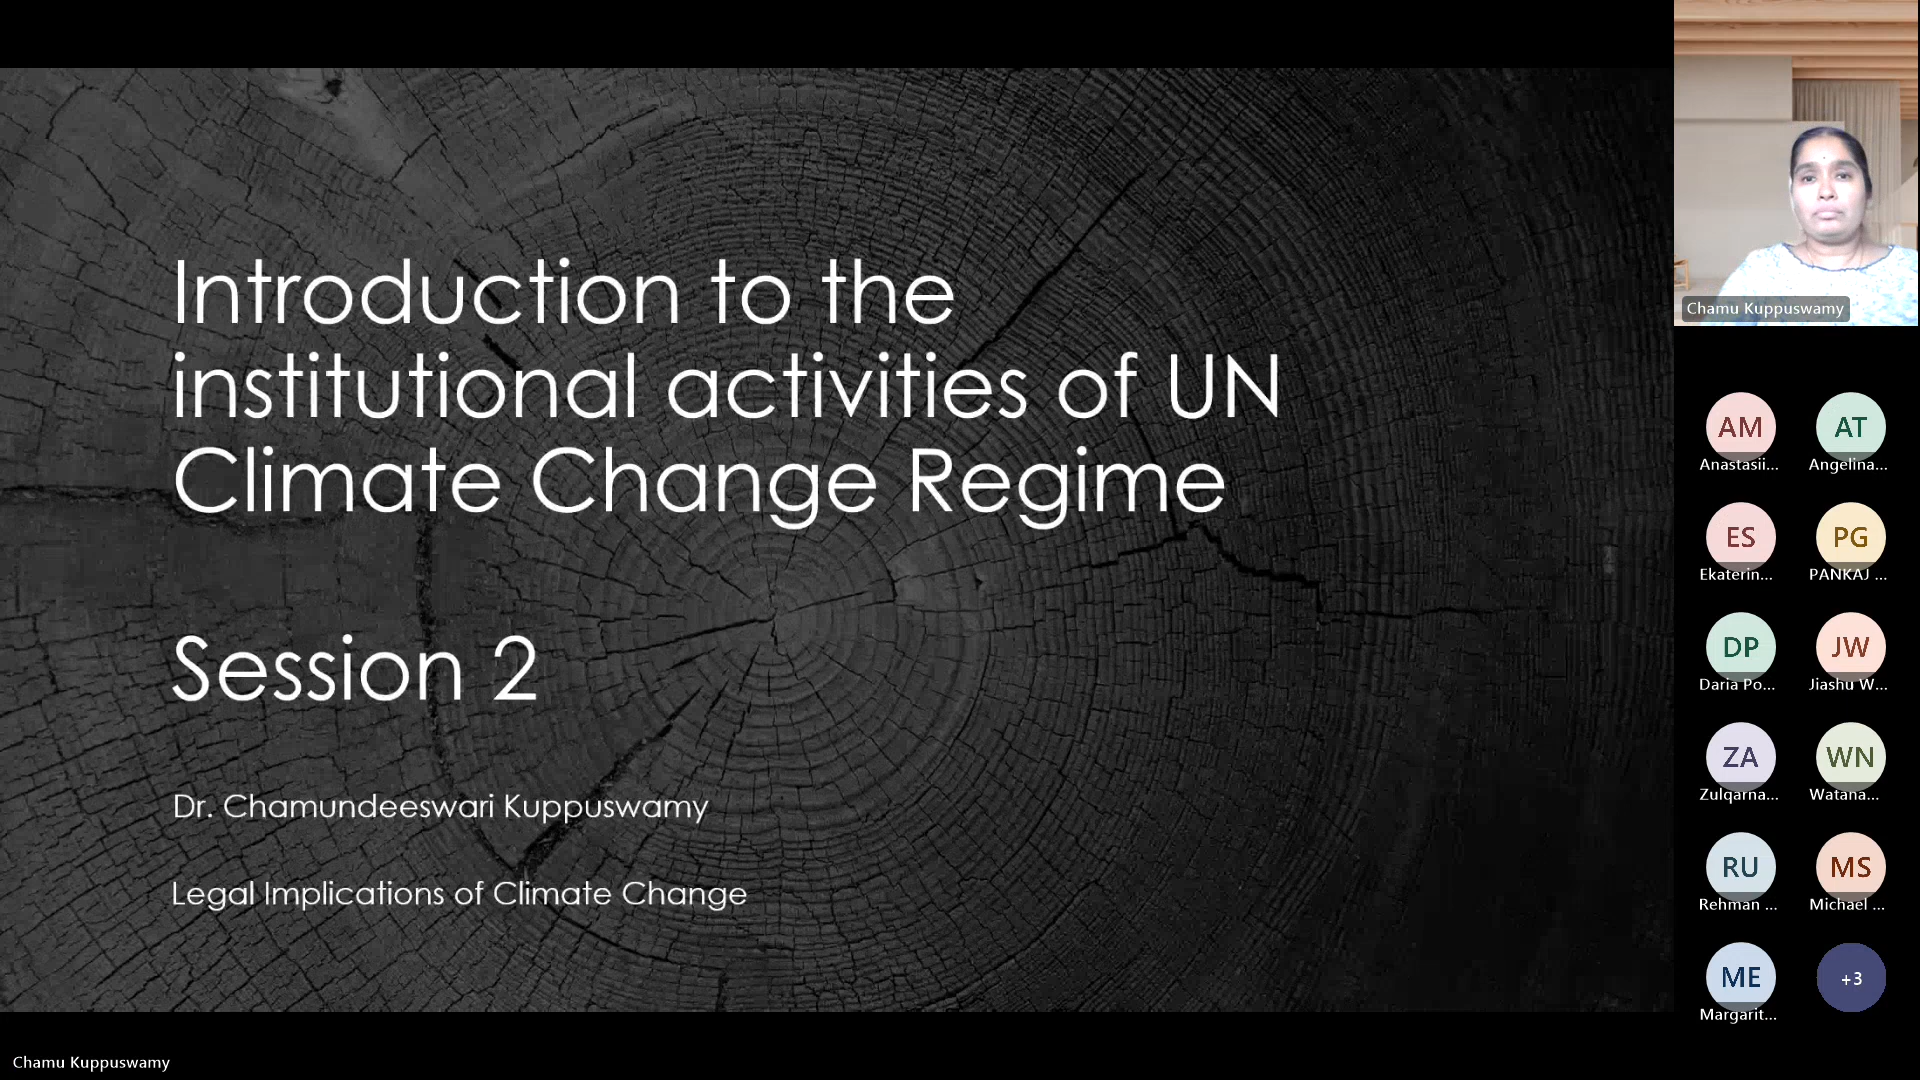 Introduction to the
institutional activities of UN
Climate Change Regime
Session 2
Dr. Chamundeeswari Kuppuswamy
Legal Implications of Climate Change
Chamu Kuppuswamy
AM
Anastasii...
AT
Angelina...
ES
Ekaterin...
PG
PANKAJ ...
DP
Daria Po...
JW
Jiashu W...
ZA
Zulqarna...
WN
Watana...
RU
Rehman ...
MS
Michael ...
ME
Margarit...
+3
Chamu Kuppuswamy